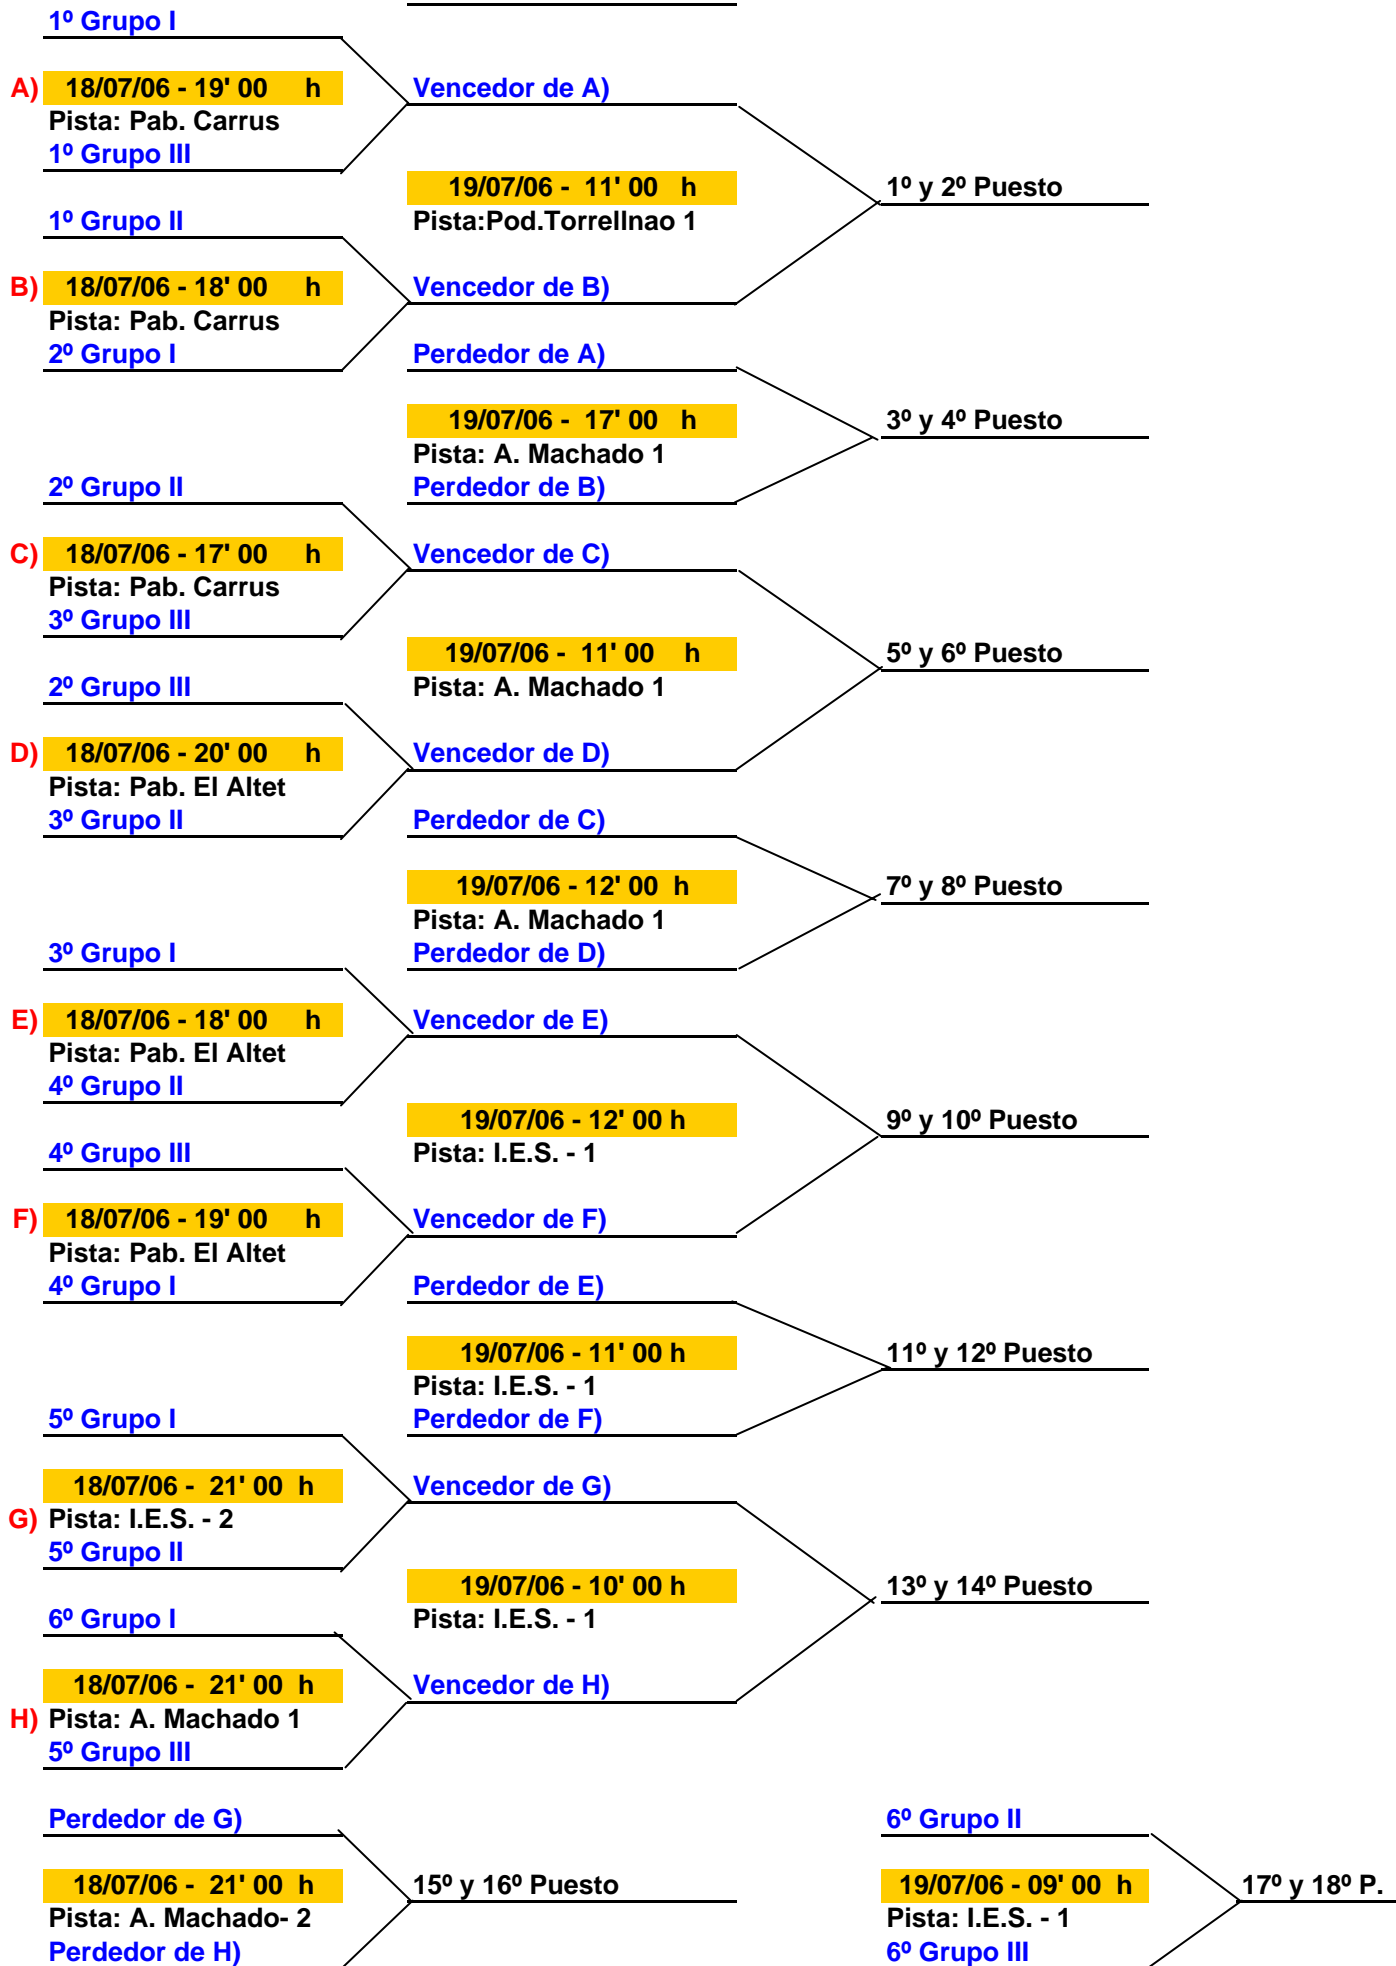 1º Grupo I
A) 18/07/06 - 19' 00 h
Vencedor de A)
Pista: Pab. Carrus
1º Grupo III
19/07/06 - 11' 00 h
1º y 2º Puesto
1º Grupo II
Pista:Pod.Torrellnao 1
B) 18/07/06 - 18' 00 h
Vencedor de B)
Pista: Pab. Carrus
2º Grupo I
Perdedor de A)
19/07/06 - 17' 00 h
3º y 4º Puesto
Pista: A. Machado 1
2º Grupo II
Perdedor de B)
C) 18/07/06 - 17' 00 h
Vencedor de C)
Pista: Pab. Carrus
3º Grupo III
19/07/06 - 11' 00 h
5º y 6º Puesto
2º Grupo III
Pista: A. Machado 1
D) 18/07/06 - 20' 00 h
Vencedor de D)
Pista: Pab. El Altet
3º Grupo II
Perdedor de C)
19/07/06 - 12' 00 h
7º y 8º Puesto
Pista: A. Machado 1
3º Grupo I
Perdedor de D)
E) 18/07/06 - 18' 00 h
Vencedor de E)
Pista: Pab. El Altet
4º Grupo II
19/07/06 - 12' 00 h
9º y 10º Puesto
4º Grupo III
Pista: I.E.S. - 1
F) 18/07/06 - 19' 00 h
Vencedor de F)
Pista: Pab. El Altet
4º Grupo I
Perdedor de E)
19/07/06 - 11' 00 h
11º y 12º Puesto
Pista: I.E.S. - 1
5º Grupo I
Perdedor de F)
18/07/06 - 21' 00 h
Vencedor de G)
G) Pista: I.E.S. - 2
5º Grupo II
19/07/06 - 10' 00 h
13º y 14º Puesto
6º Grupo I
Pista: I.E.S. - 1
18/07/06 - 21' 00 h
Vencedor de H)
H) Pista: A. Machado 1
5º Grupo III
Perdedor de G)
6º Grupo II
18/07/06 - 21' 00 h
15º y 16º Puesto
19/07/06 - 09' 00 h
17º y 18º P.
Pista: A. Machado- 2
Pista: I.E.S. - 1
Perdedor de H)
6º Grupo III